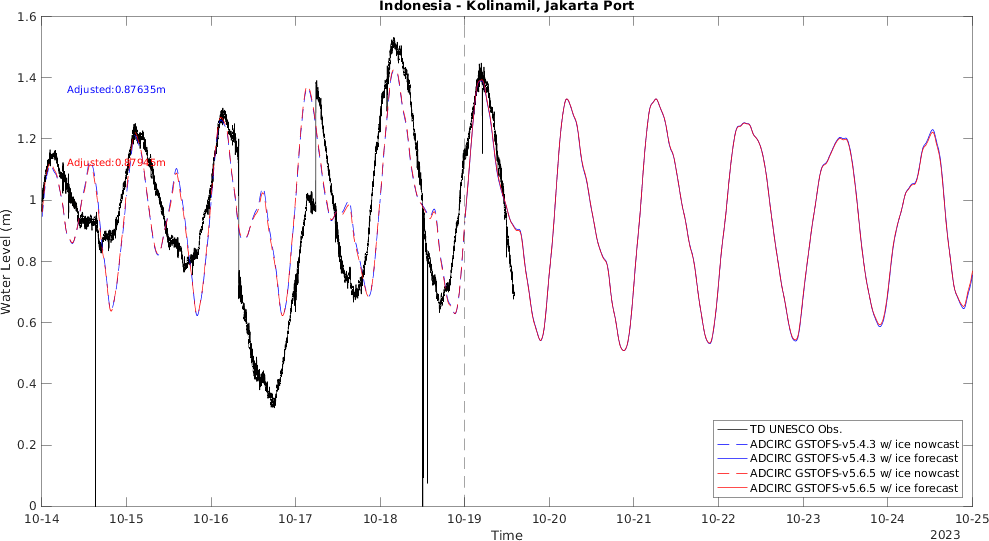 Indonesia - Kolinamil, Jakarta Port
1.6
1.4
1.2
1
0.8
0.6
0.4
0.2
0
Water Level (m)
Adjusted:0.87635m
TD UNESCO Obs.
ADCIRC GSTOFS-v5.4.3 w/ ice nowcast
ADCIRC GSTOFS-v5.4.3 w/ ice forecast
ADCIRC GSTOFS-v5.6.5 w/ ice nowcast
ADCIRC GSTOFS-v5.6.5 w/ ice forecast
10-14 10-15 10-16 10-17 10-18 10-19 10-20 10-21 10-22 10-23 10-24 10-25
Time
2023